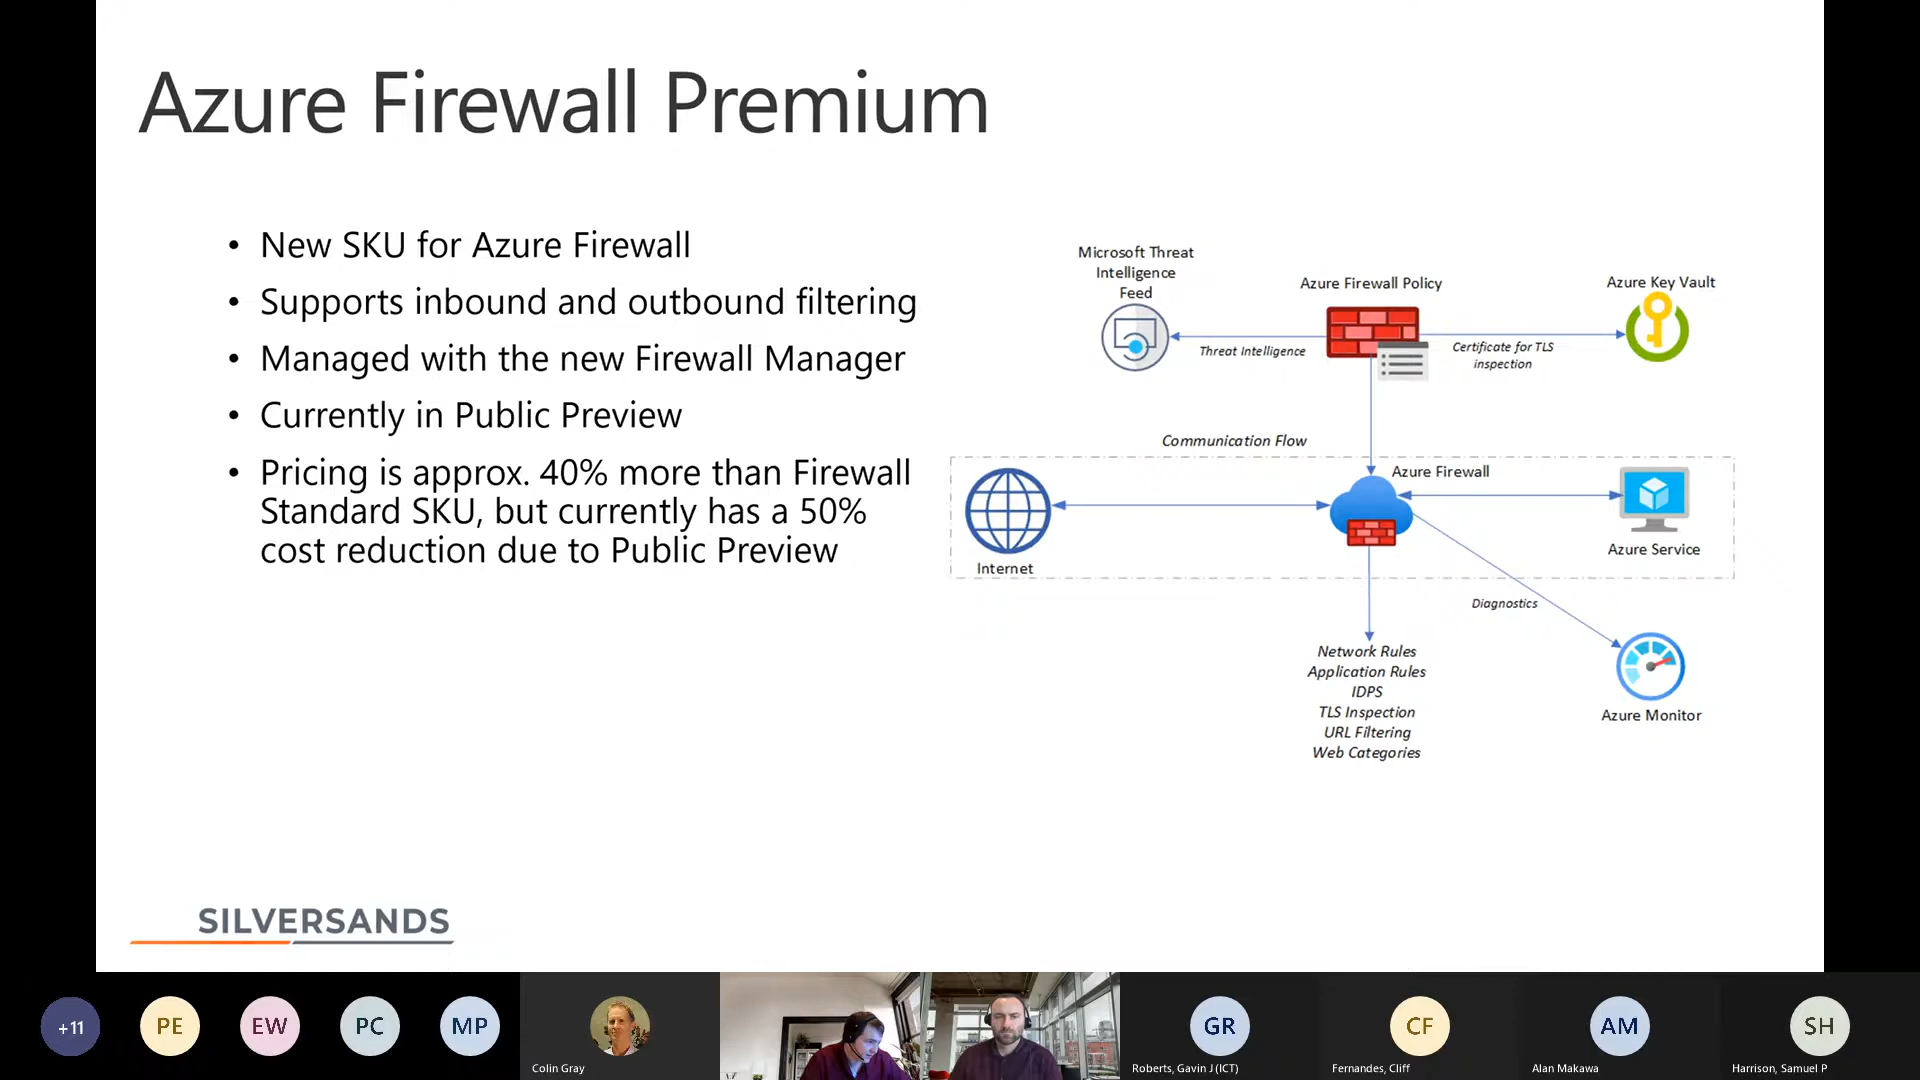 Azure Firewall Premium
• New SKU for Azure Firewall
• Supports inbound and outbound filtering
• Managed with the new Firewall Manager
• Currently in Public Preview
• Pricing is approx. 40% more than Firewall
Standard SKU, but currently has a 50%
cost reduction due to Public Preview
Microsoft Threat
Intelligence
Feed
Azure Firewall Policy
Azure Key Vault
Threat Intelligence
Certificate for TLS
inspection
Communication Flow
Azure Firewall
Internet
Azure Service
Diagnostics
Network Rules
Application Rules
IDPS
TLS Inspection
URL Filtering
Web Categories
Azure Monitor
SILVERSANDS
+11
PE
EW
PC
MP
Colin Gray
GR
Roberts, Gavin J (ICT)
CF
Fernandes, Cliff
AM
Alan Makawa
SH
Harrison, Samuel P